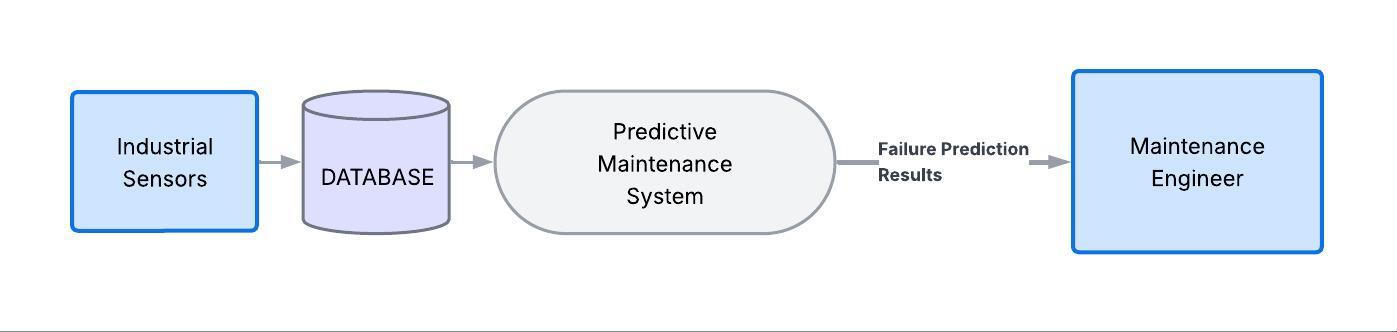 Industrial
Sensors
DATABASE
Predictive
Maintenance
System
Failure Prediction
Results
Maintenance
Engineer